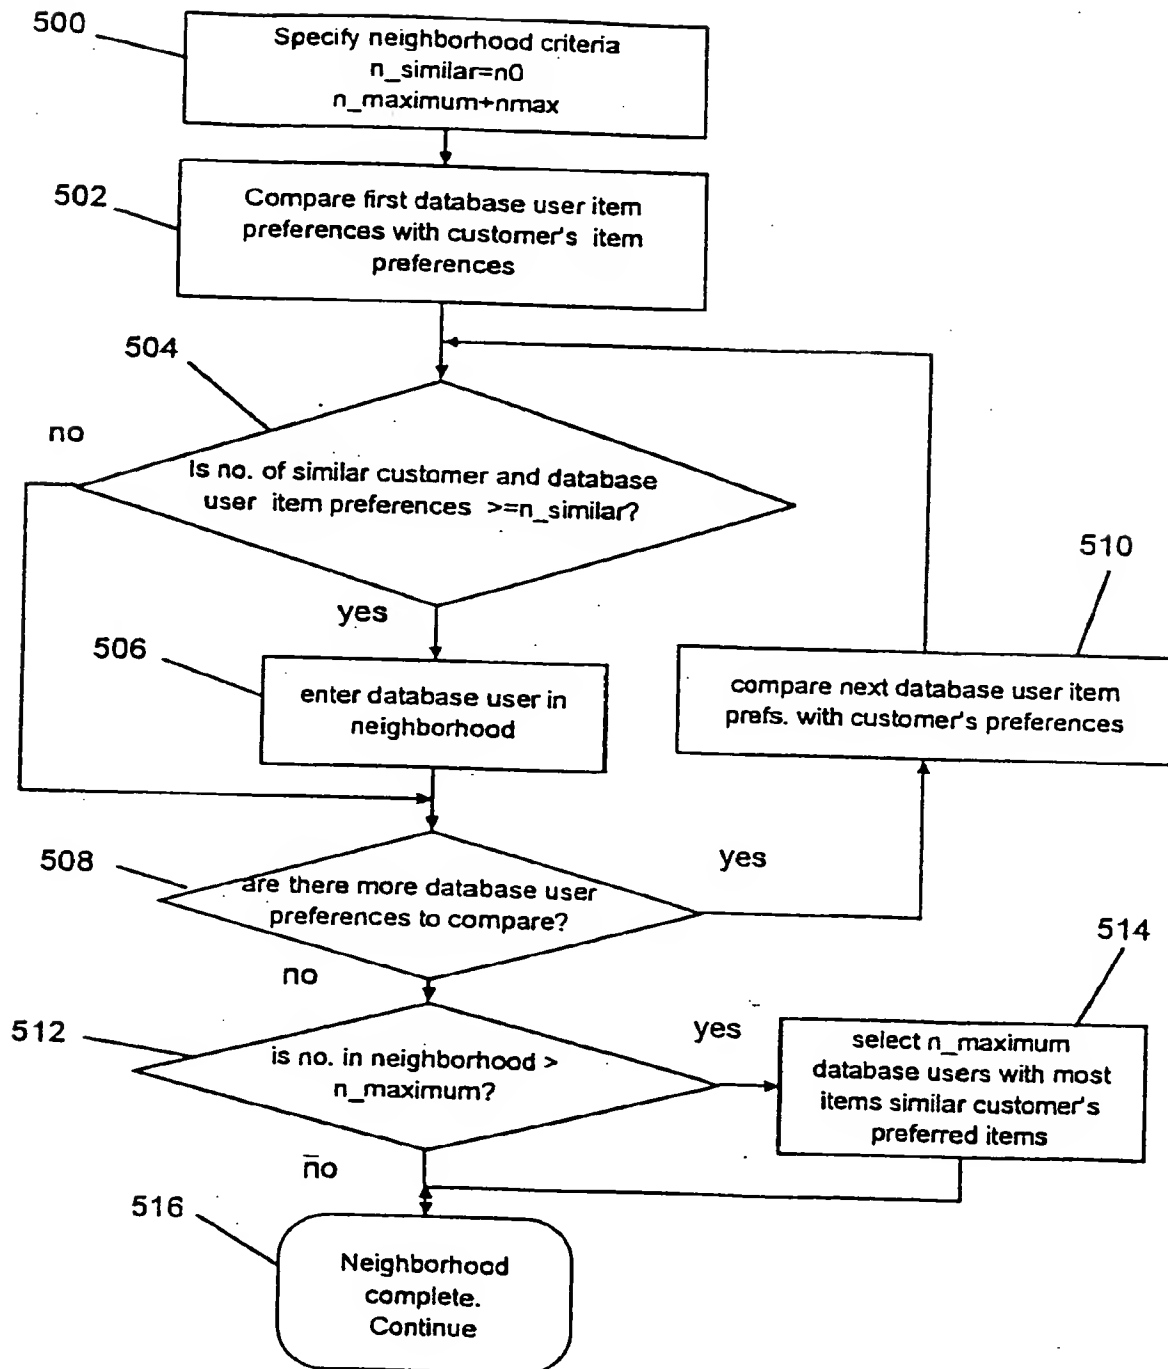 500
Specify neighborhood criteria
n_similar=n0
n_maximum+nmax
502
Compare first database user item
preferences with customer's item
preferences
504
no
Is no. of similar customer and database
user item preferences >=n_similar?
510
yes
506
enter database user in
neighborhood
compare next database user item
prefs. with customer's preferences
508
are there more database user
preferences to compare?
yes
514
no
512
is no. in neighborhood >
n_maximum?
yes
select n_maximum
database users with most
items similar customer's
preferred items
no
516
Neighborhood
complete.
Continue